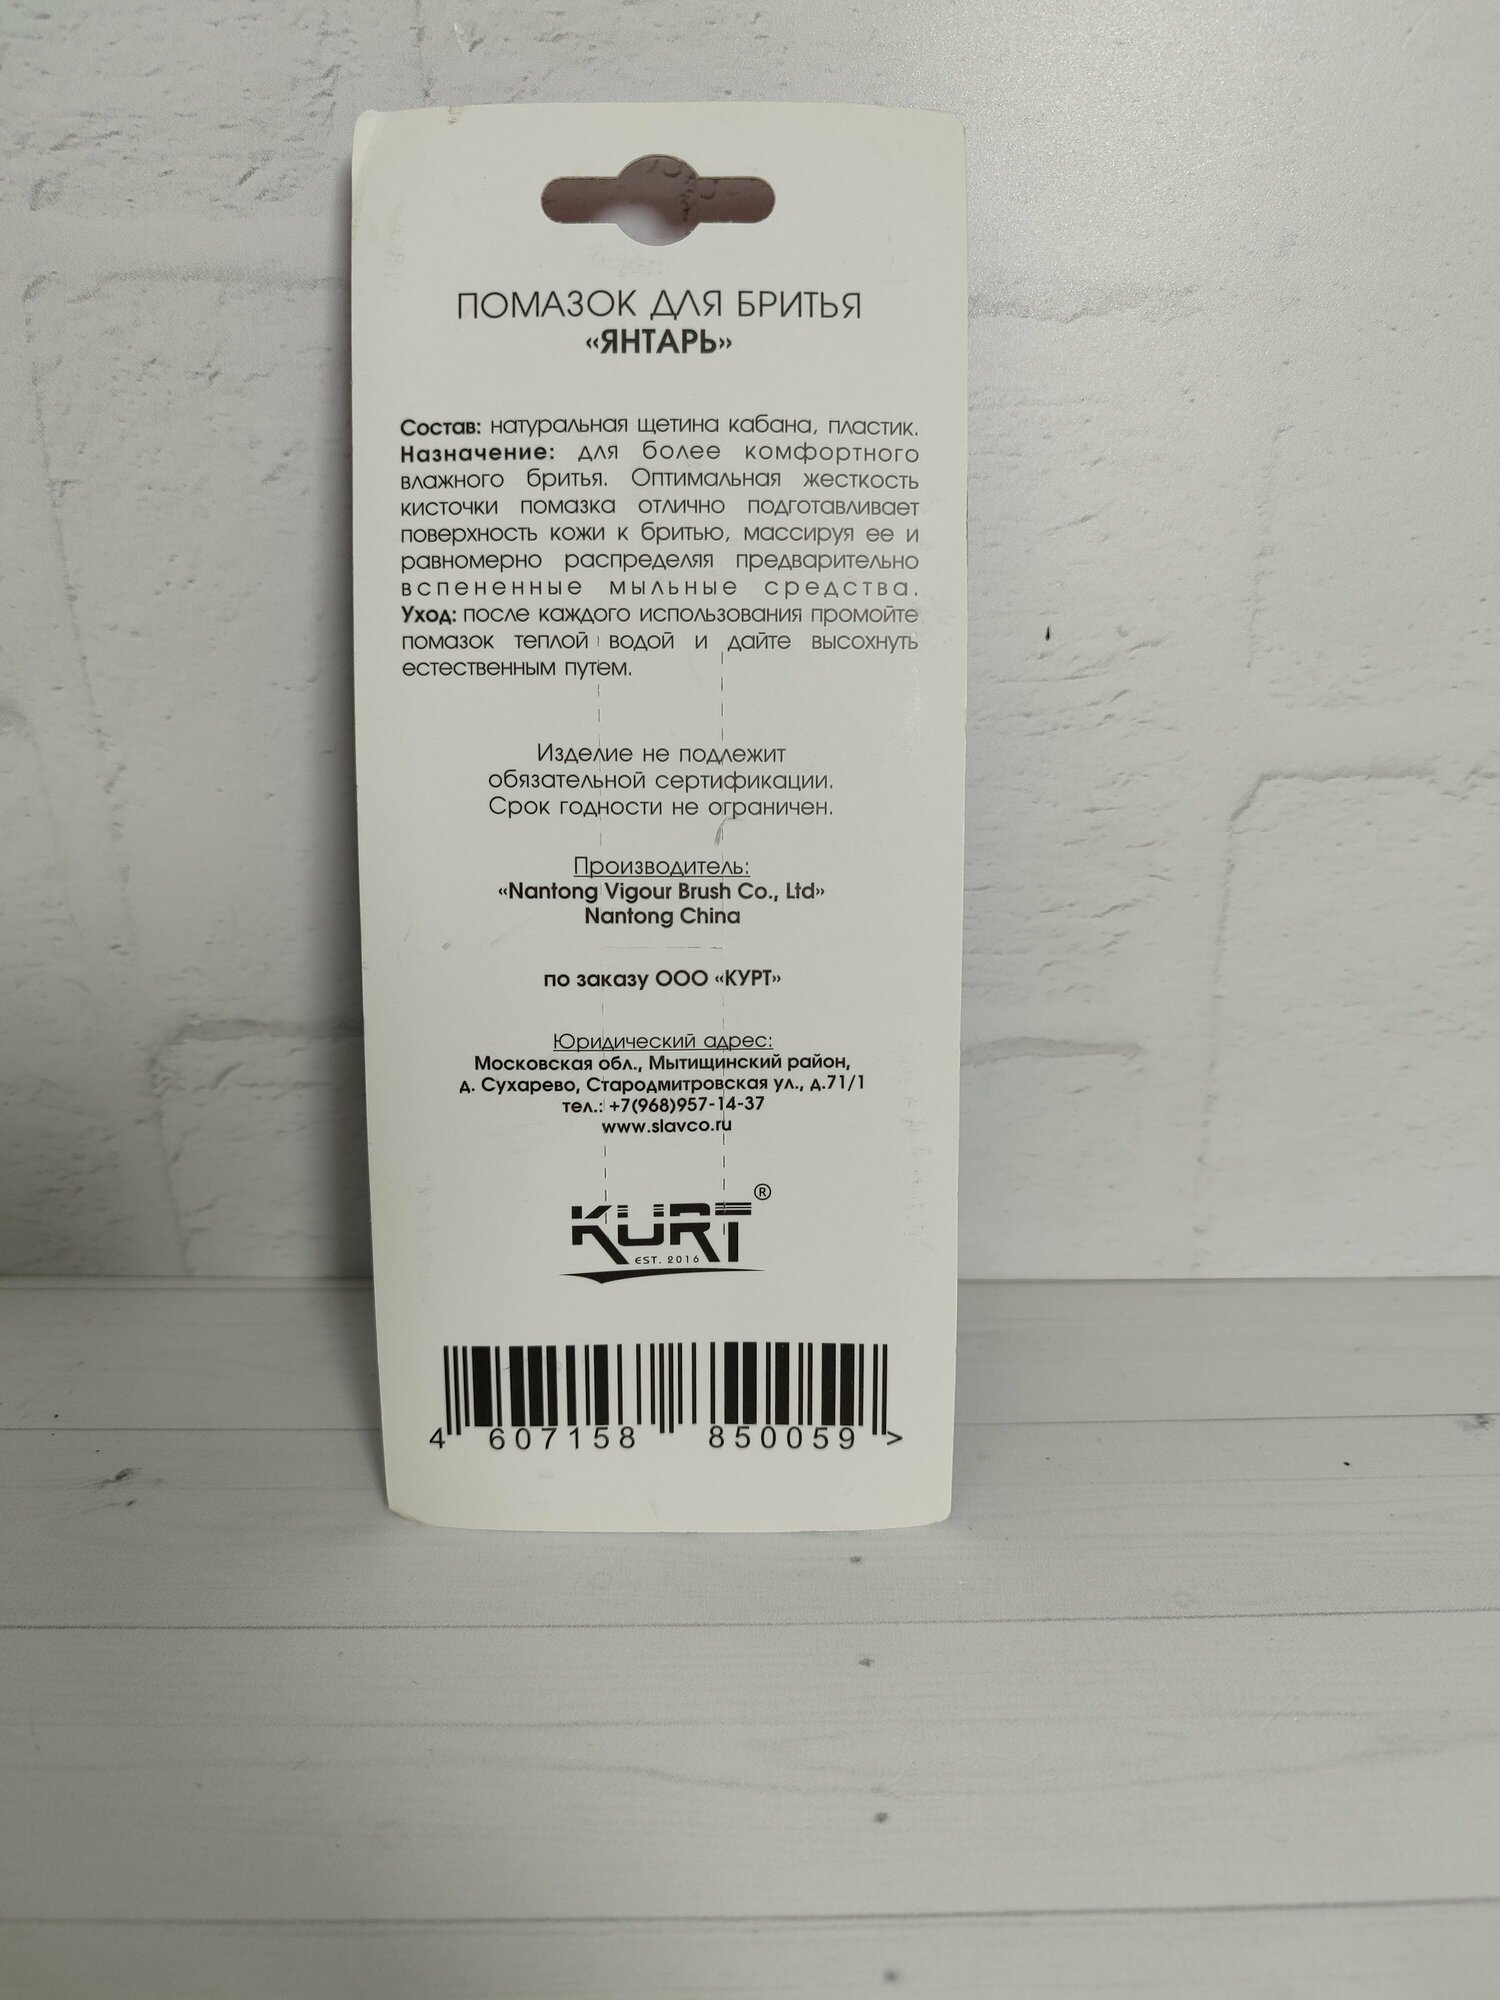 ПОМАЗОК ДЛЯ БРИТЬЯ
«ЯНТАРЬ»
Состав: натуральная щетина кабана, пластик.
Назначение: для более комфортного
влажного бритья. Оптимальная жесткость
кисточки помазка отлично подготавливает
поверхность кожи к бритью, массируя ее и
равномерно распределяя предварительно
вспененные мыльные средства.
Уход: после каждого использования промойте
помазок теплой водой и дайте высохнуть
естественным путем.
Изделие не подлежит
обязательной сертификации.
Срок годности не ограничен.
Производитель:
«Nantong Vigour Brush Co., Ltd»
Nantong China
по заказу ООО «КУРТ»
Юридический адрес:
Московская обл., Мытищинский район,
д. Сухарево, Стародмитровская ул., д.71/1
тел.: +7(968)957-14-37
www.slavco.ru
KURT®
EST. 2016
4 607158 850059 >